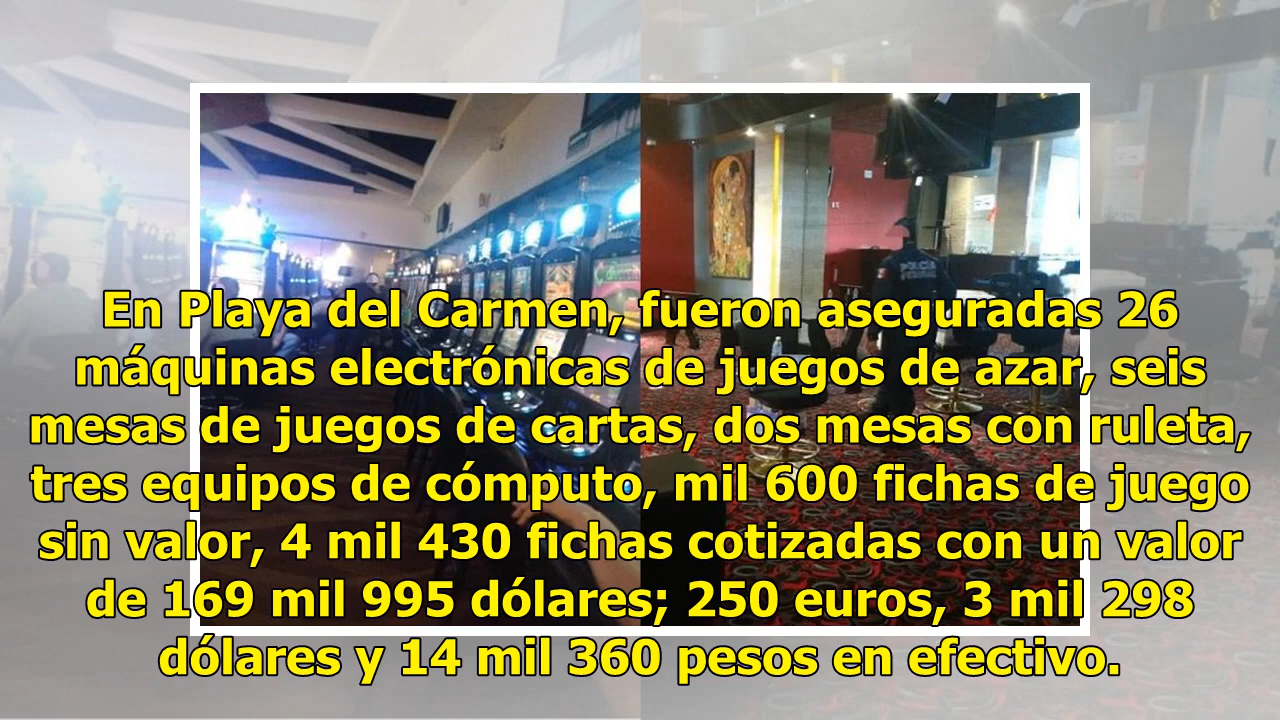 En Playa del Carmen, fueron aseguradas 26
máquinas electrónicas de juegos de azar, seis
mesas de juegos de cartas, dos mesas con ruleta,
tres equipos de cómputo, mil 600 fichas de juego
sin valor, 4 mil 430 fichas cotizadas con un valor
de 169 mil 995 dólares; 250 euros, 3 mil 298
dólares y 14 mil 360 pesos en efectivo.